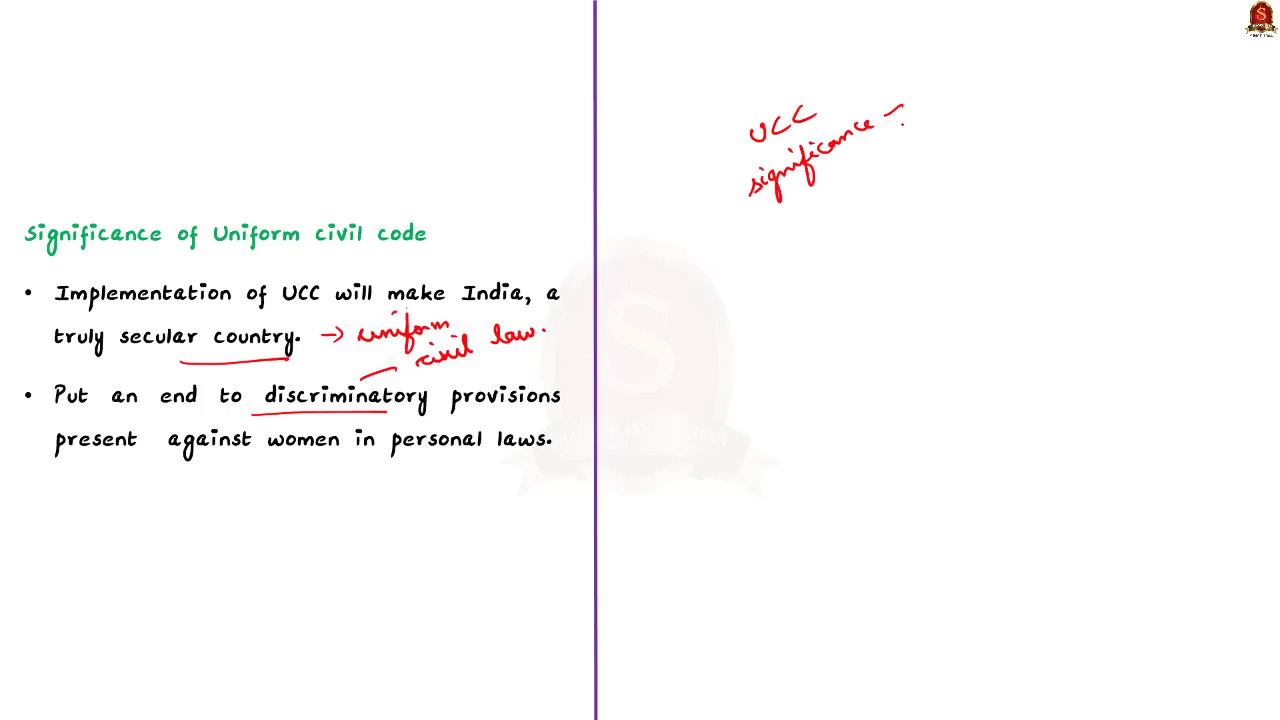 Significance of Uniform civil code
• Implementation of UCC will make India, a
truly secular country. → uniform
civil law.
• Put an end to discriminatory provisions
present against women in personal laws.
UCC
significance -
S